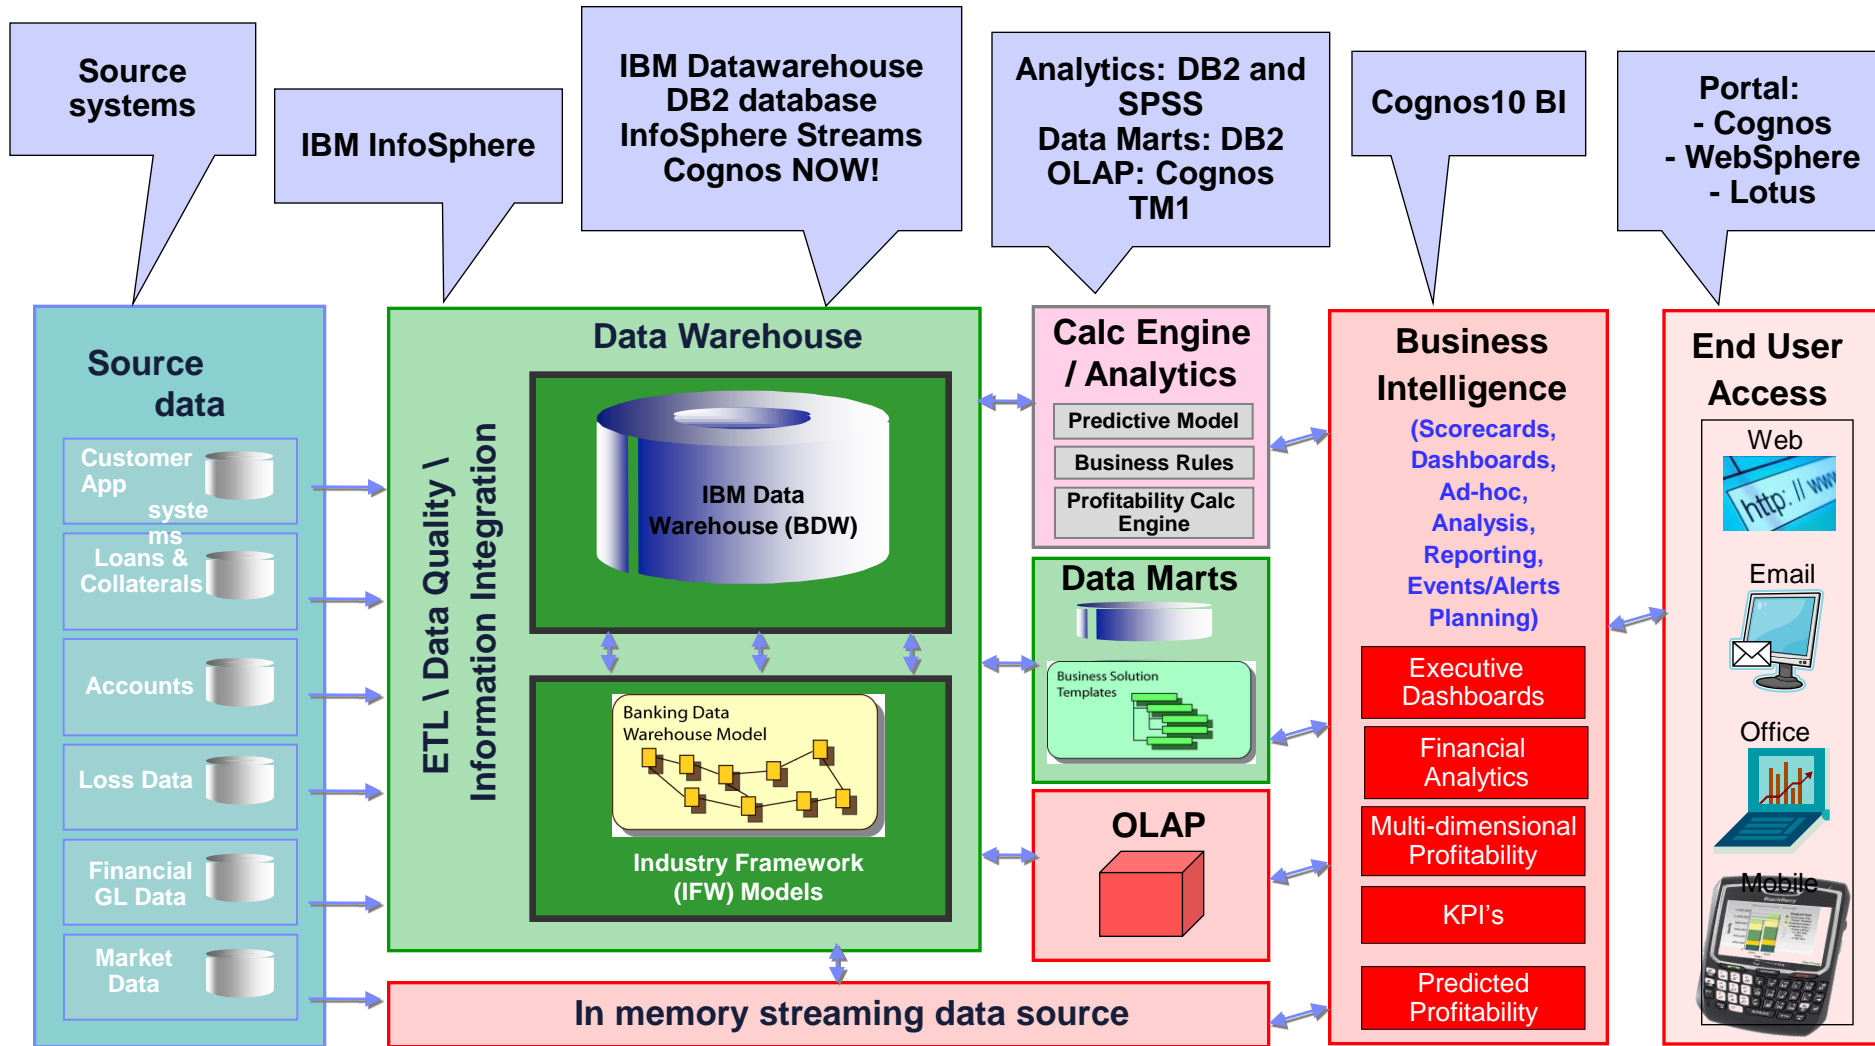 Source
systems
IBM InfoSphere
IBM Datawarehouse
DB2 database
InfoSphere Streams
Cognos NOW!
Analytics: DB2 and
SPSS
Data Marts: DB2
OLAP: Cognos
TM1
Cognos10 BI
Portal:
- Cognos
- WebSphere
- Lotus
Source
data
Customer
App
syste
ms
Loans &
Collaterals
Accounts
Loss Data
Financial
GL Data
Market
Data
ETL \ Data Quality \
Information Integration
Data Warehouse
IBM Data
Warehouse (BDW)
Banking Data
Warehouse Model
Industry Framework
(IFW) Models
In memory streaming data source
Calc Engine
/ Analytics
Predictive Model
Business Rules
Profitability Calc
Engine
Data Marts
Business Solution
Templates
OLAP
Business
Intelligence
(Scorecards,
Dashboards,
Ad-hoc,
Analysis,
Reporting,
Events/Alerts
Planning)
Executive
Dashboards
Financial
Analytics
Multi-dimensional
Profitability
KPI's
Predicted
Profitability
End User
Access
Web
http: // www
Email
Office
Mobile
BlackBerry